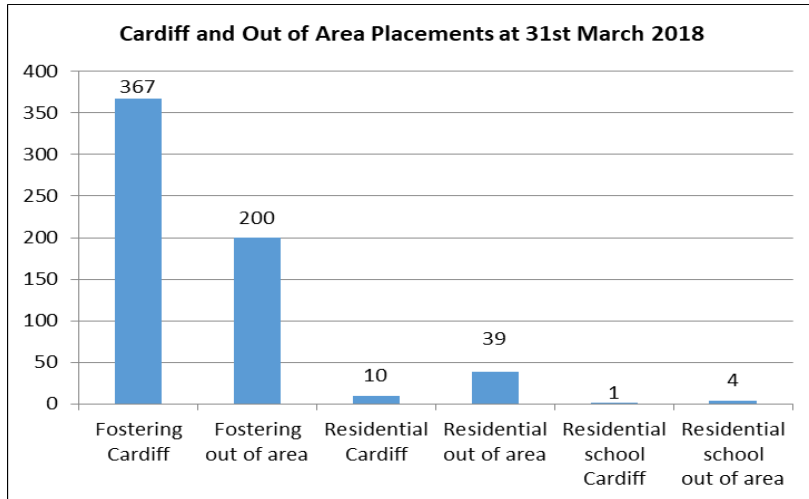 Cardiff and Out of Area Placements at 31st March 2018
400
350
300
250
200
150
100
50
0
367
200
10
39
1
4
Fostering
Cardiff
Fostering
out of area
Residential
Cardiff
Residential
out of area
Residential
school
Cardiff
Residential
school
out of area